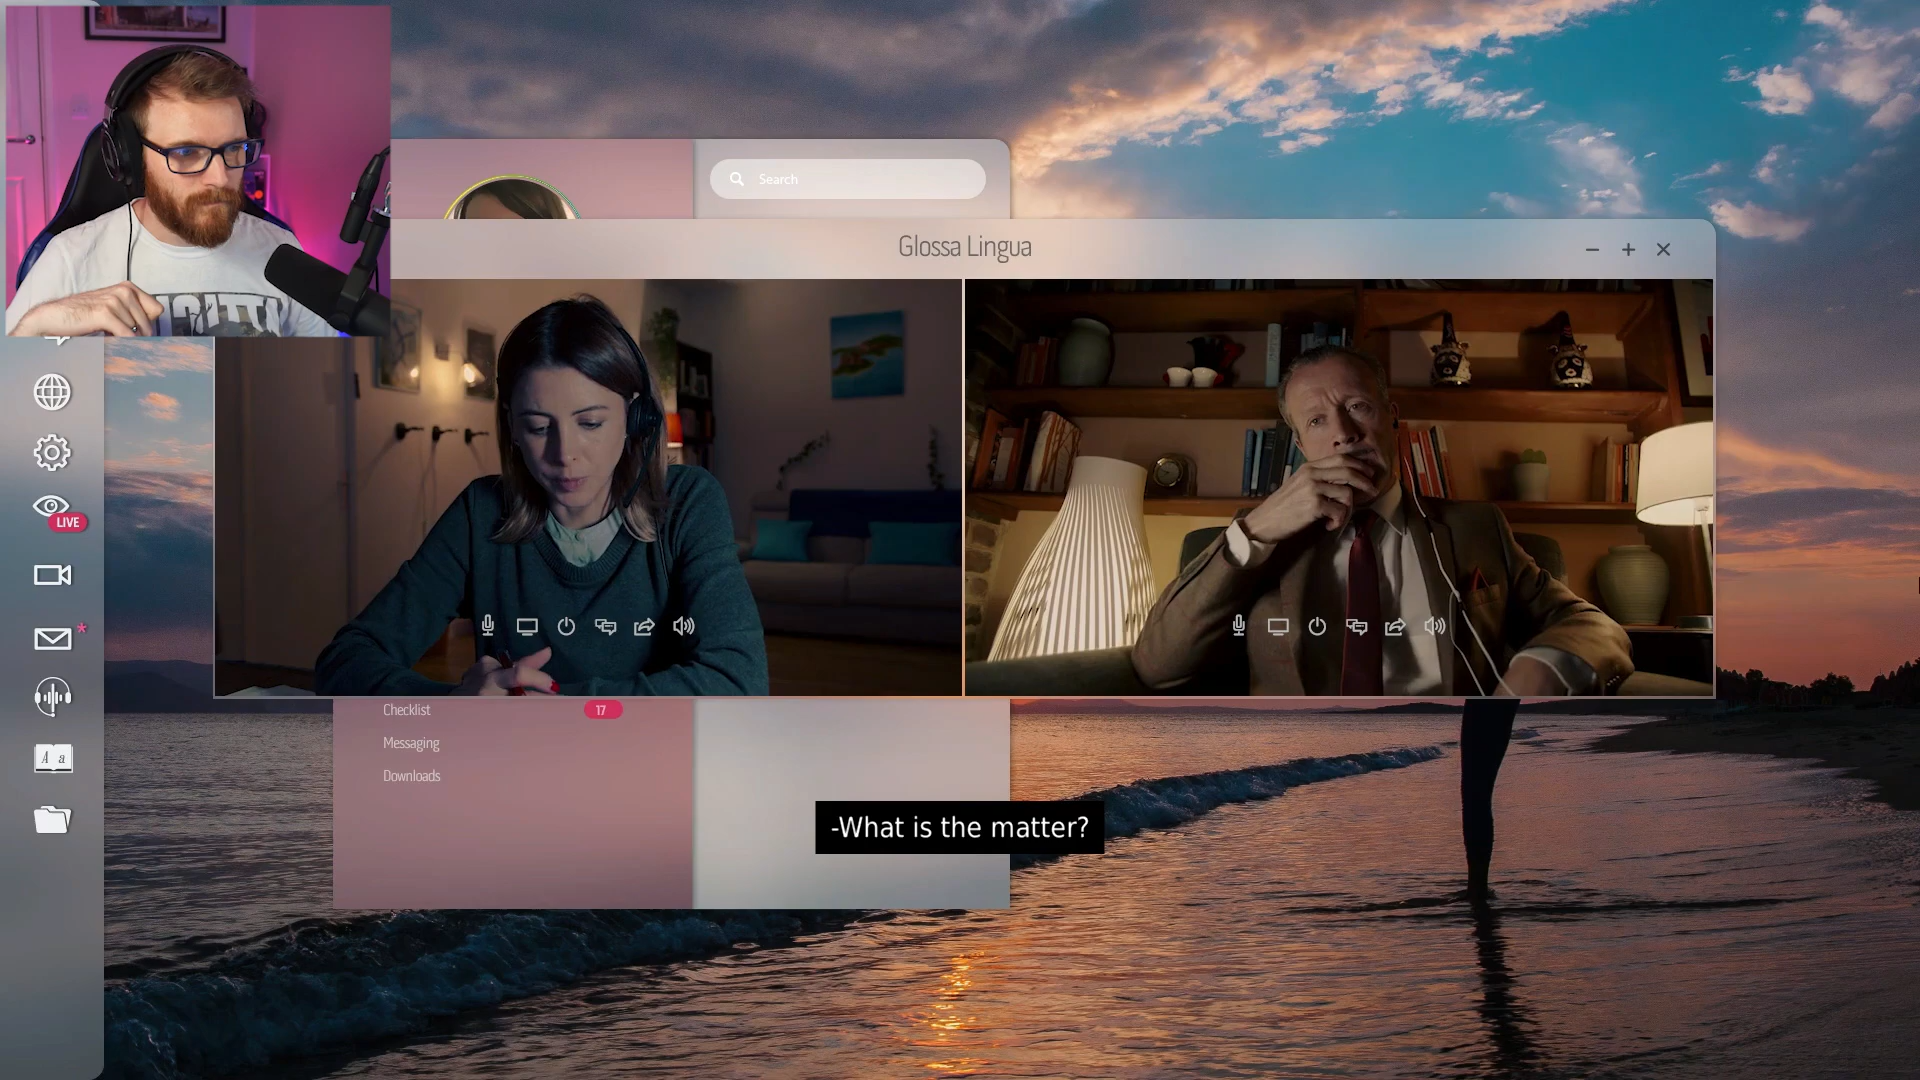 Search
Glossa Lingua
LIVE
A a
Checklist
17
Messaging
Downloads
-What is the matter?